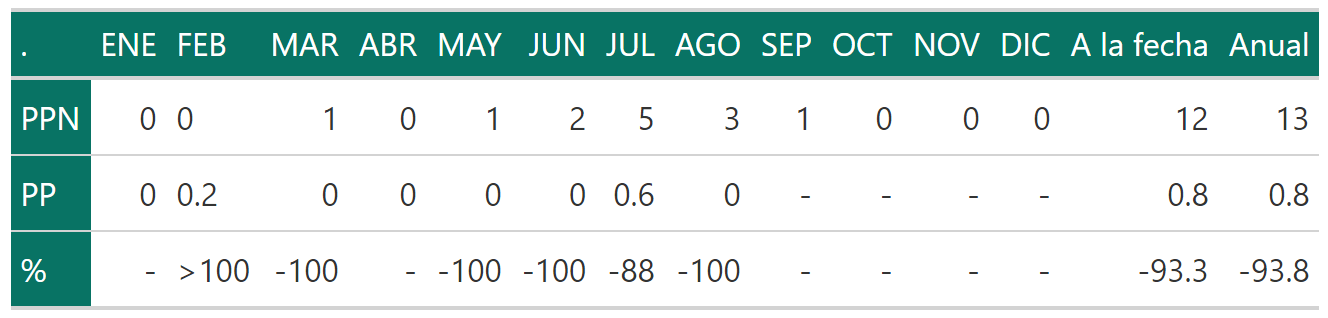 . ENE FEB MAR ABR MAY JUN JUL AGO SEP OCT NOV DIC A la fecha Anual
PPN 0 0 1 0 1 2 5 3 1 0 0 0 12 13
PP 0 0.2 0 0 0 0 0.6 0 - - - - 0.8 0.8
% - >100 -100 - -100 -100 -88 -100 - - - - -93.3 -93.8